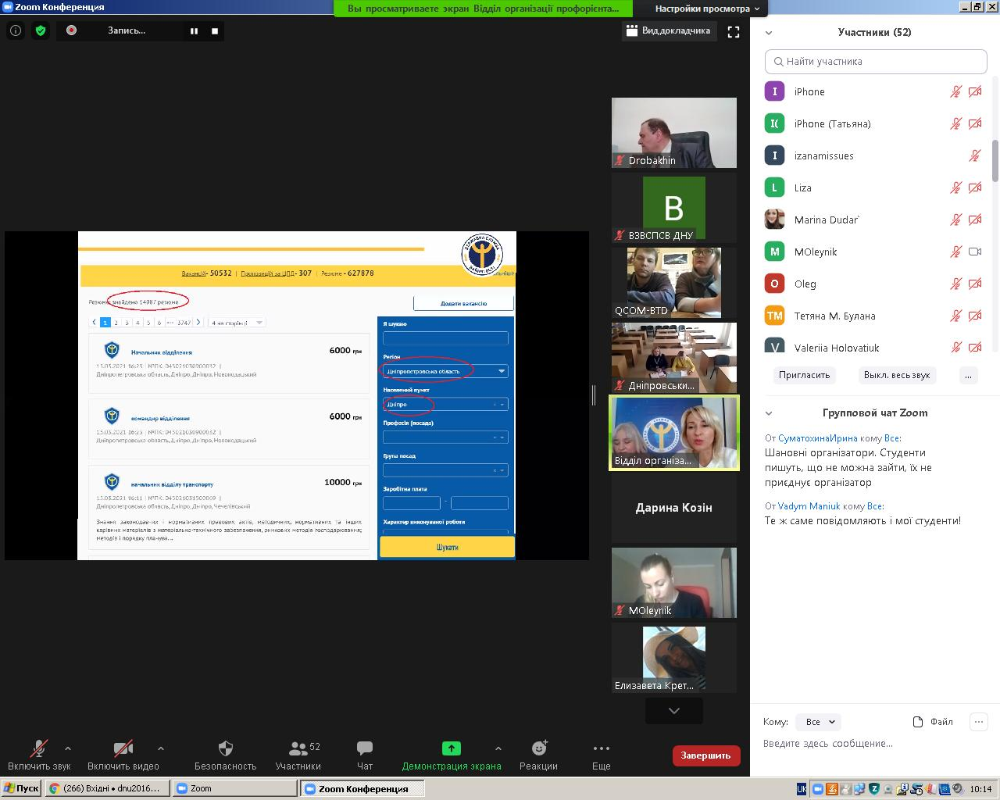 Zoom Конференция
Вы просматриваете экран Відділ організації профорієнта...
Настройки просмотра
Запись...
Вид докладчика
Участники (52)
Найти участника
I iPhone
I( iPhone (Татьяна)
I izanamissues
L Liza
Marina Dudar`
M MOleynik
O Oleg
TM Тетяна М. Булана
V Valeriia Holovatiuk
Пригласить
Выкл. весь звук
...
Групповой чат Zoom
От СуматохинаИрина кому Все:
Шановні організатори. Студенти
пишуть, що не можна зайти, їх не
приєднує організатор
От Vadym Maniuk кому Все:
Те ж саме повідомляють і мої студенти!
Кому: Все
Файл
Введите здесь сообщение...
Drobakhin
В
ВЗВСПСВ ДНУ
QCOM-BTD
Дніпровськи...
Відділ організа...
Дарина Козін
MOleynik
Елизавета Крет...
Вакансій- 50532 | Пропозицій за ЦПД- 307 | Резюме - 627878
Резюме: знайдено 14987 резюме
Додати вакансію
1 2 3 4 5 6 ... 3747
4 на сторінці
Начальник відділення
6000 грн
15.03.2021 16:23 | №ПК: 045021030900032 |
Дніпропетровська область, Дніпро, Дніпро, Новокодацький
командир відділення
6000 грн
15.03.2021 16:23 | №ПК: 045021030900032 |
Дніпропетровська область, Дніпро, Дніпро, Новокодацький
начальник відділу транспорту
10000 грн
15.03.2021 16:11 | №ПК: 045021031500069 |
Дніпропетровська область, Дніпро, Дніпро, Чечелівський
Знання законодавчих і нормативних правових актів, методичних, нормативних та інших
керівних матеріалів з матеріально-технічного забезпечення, ринкових методів господарювання;
методів і порядку планува...
Я шукаю
Регіон
Дніпропетровська область
Населений пункт
Дніпро
Професія (посада)
Група посад
Заробітна плата
-
Характер виконуваної роботи
Шукати
Включить звук
Включить видео
Безопасность
52
Участники
Чат
Демонстрация экрана
Реакции
Еще
Завершить
Пуск
(266) Вхідні • dnu2016...
Zoom
Zoom Конференция
UK
10:14